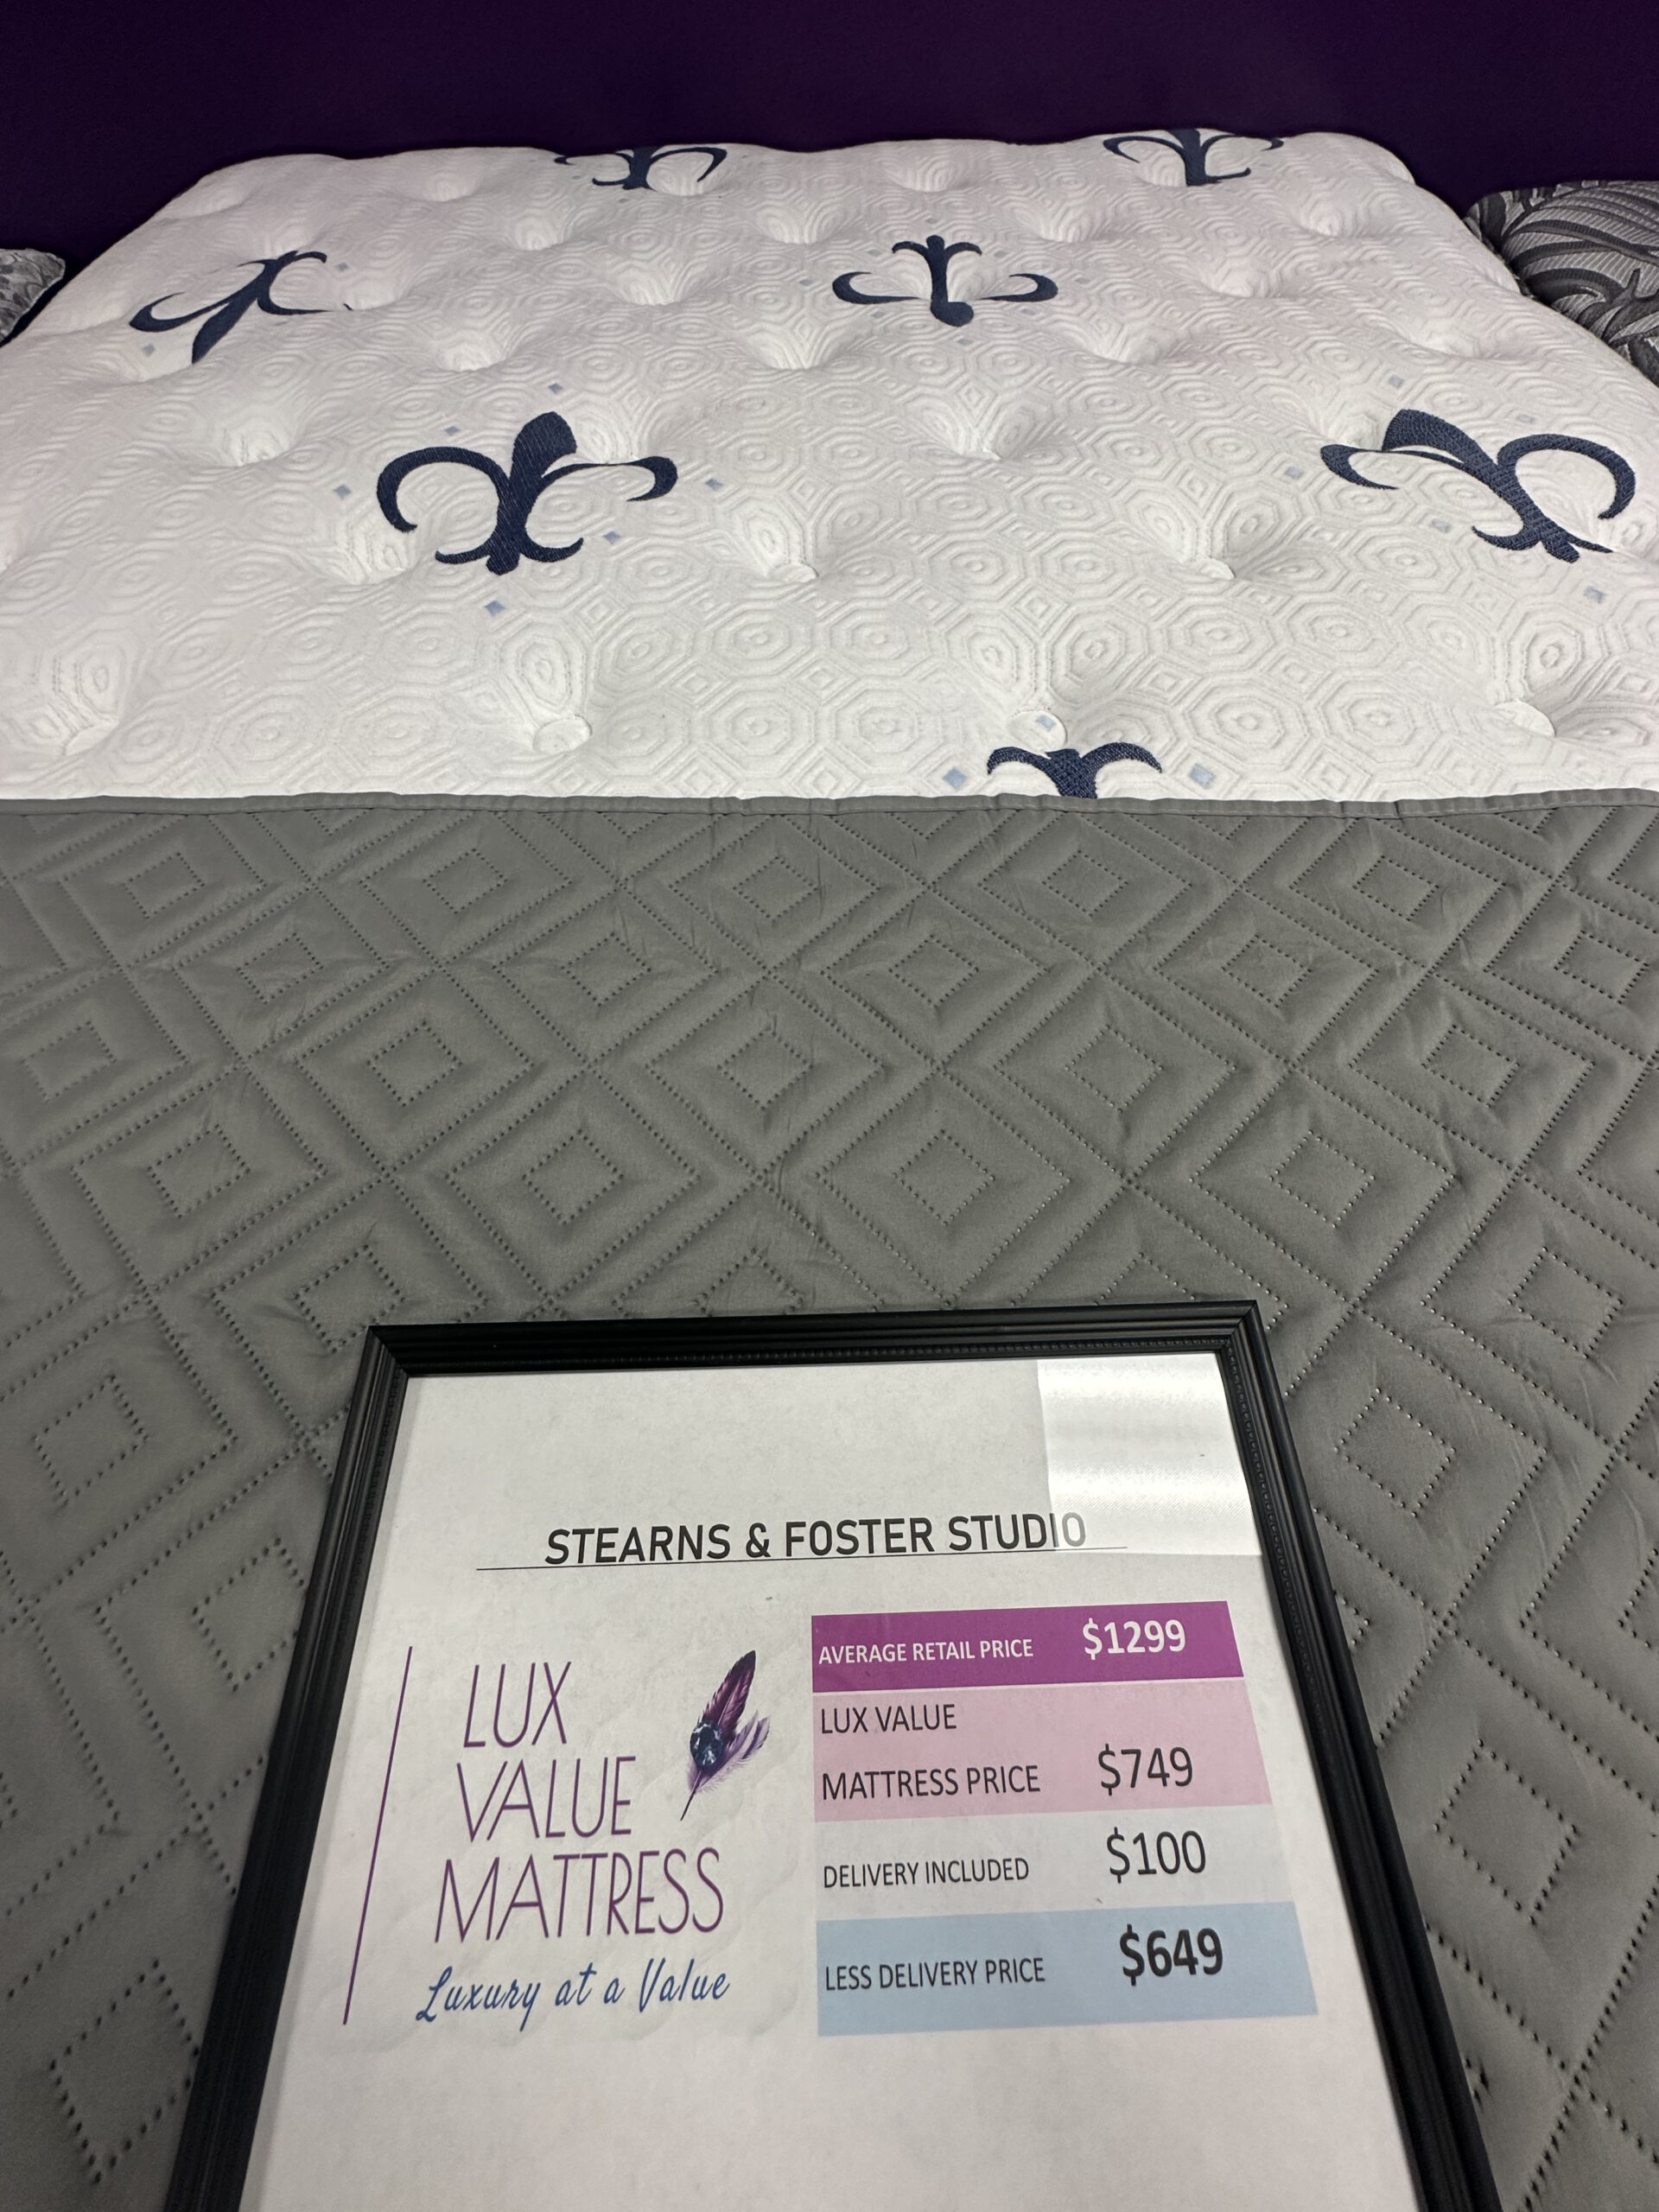 STEARNS & FOSTER STUDIO
LUX
VALUE
MATTRESS
Luxury at a Value
AVERAGE RETAIL PRICE $1299
LUX VALUE
MATTRESS PRICE $749
DELIVERY INCLUDED $100
LESS DELIVERY PRICE $649